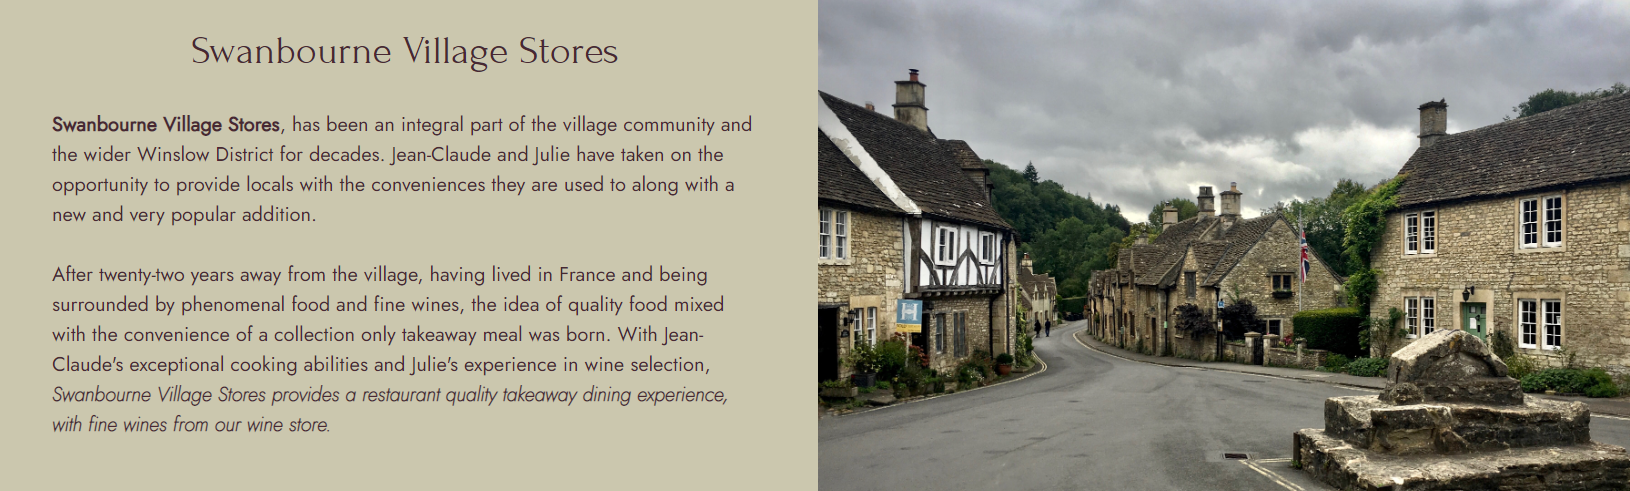 Swanbourne Village Stores
Swanbourne Village Stores, has been an integral part of the village community and
the wider Winslow District for decades. Jean-Claude and Julie have taken on the
opportunity to provide locals with the conveniences they are used to along with a
new and very popular addition.
After twenty-two years away from the village, having lived in France and being
surrounded by phenomenal food and fine wines, the idea of quality food mixed
with the convenience of a collection only takeaway meal was born. With Jean-
Claude's exceptional cooking abilities and Julie's experience in wine selection,
Swanbourne Village Stores provides a restaurant quality takeaway dining experience,
with fine wines from our wine store.